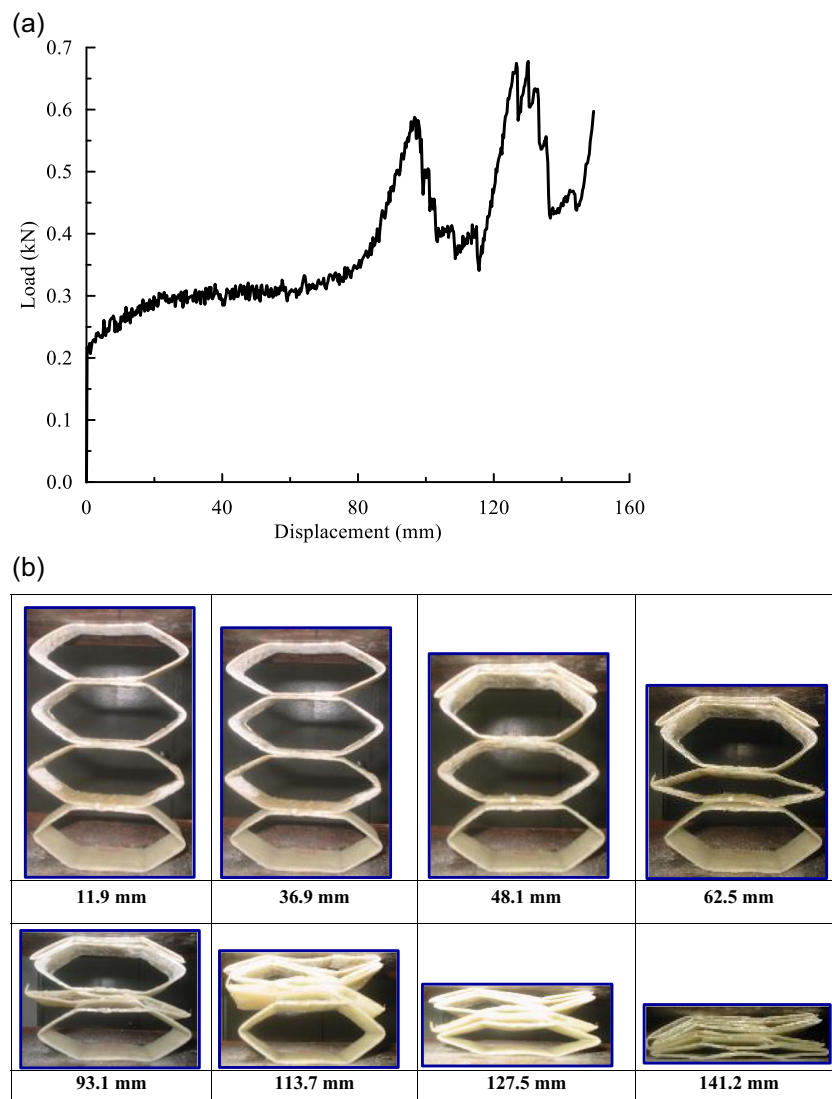 (a)
0.7
0.6
0.5
0.4
0.3
0.2
0.1
0.0
Load (kN)
0 40 80 120 160
Displacement (mm)
(b)
11.9 mm 36.9 mm 48.1 mm 62.5 mm
93.1 mm 113.7 mm 127.5 mm 141.2 mm